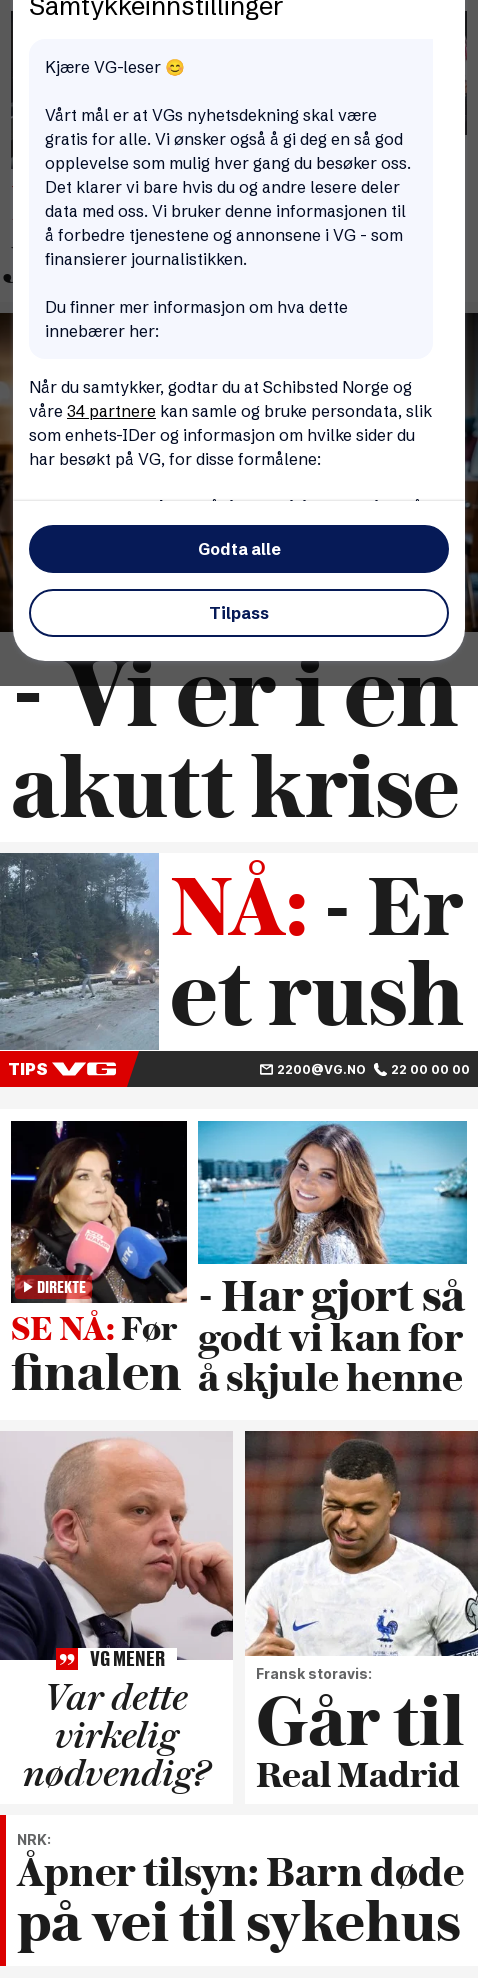 Samtykkeinnstillinger
Kjære VG-leser 😊
Vårt mål er at VGs nyhetsdekning skal være
gratis for alle. Vi ønsker også å gi deg en så god
opplevelse som mulig hver gang du besøker oss.
Det klarer vi bare hvis du og andre lesere deler
data med oss. Vi bruker denne informasjonen til
å forbedre tjenestene og annonsene i VG - som
finansierer journalistikken.
Du finner mer informasjon om hva dette
innebærer her:
Når du samtykker, godtar du at Schibsted Norge og
våre 34 partnere kan samle og bruke persondata, slik
som enhets-IDer og informasjon om hvilke sider du
har besøkt på VG, for disse formålene:
Godta alle
Tilpass
- Vi er i en
akutt krise
NÅ: - Er
et rush
TIPS VG 2200@VG.NO 22 00 00 00
DIREKTE
SE NÅ: Før
finalen
- Har gjort så
godt vi kan for
å skjule henne
VG MENER
Var dette
virkelig
nødvendig?
Fransk storavis:
Går til
Real Madrid
NRK:
Åpner tilsyn: Barn døde
på vei til sykehus